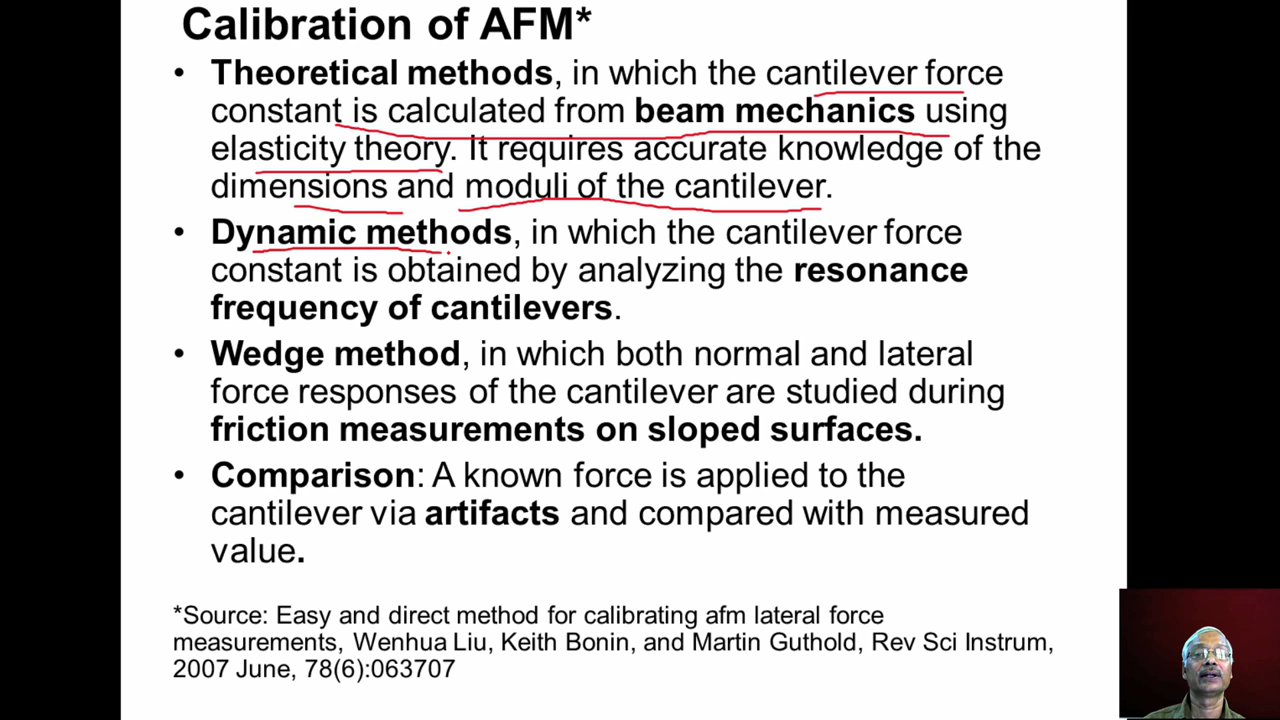 Calibration of AFM*
• Theoretical methods, in which the cantilever force
constant is calculated from beam mechanics using
elasticity theory. It requires accurate knowledge of the
dimensions and moduli of the cantilever.
• Dynamic methods, in which the cantilever force
constant is obtained by analyzing the resonance
frequency of cantilevers.
• Wedge method, in which both normal and lateral
force responses of the cantilever are studied during
friction measurements on sloped surfaces.
• Comparison: A known force is applied to the
cantilever via artifacts and compared with measured
value.
*Source: Easy and direct method for calibrating afm lateral force
measurements, Wenhua Liu, Keith Bonin, and Martin Guthold, Rev Sci Instrum,
2007 June, 78(6):063707